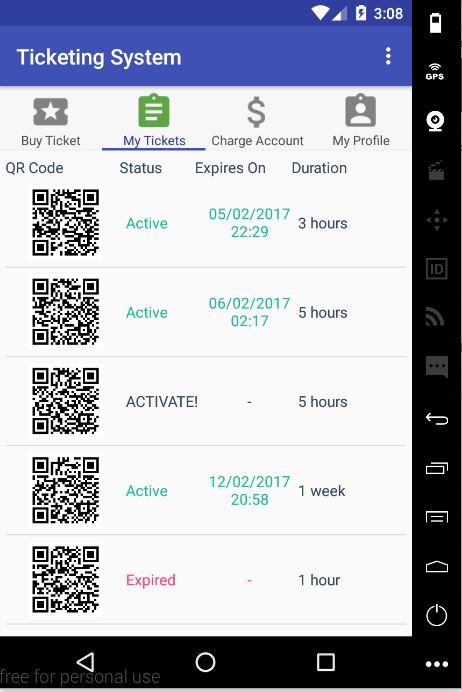 3:08
Ticketing System
GPS
Buy Ticket My Tickets Charge Account My Profile
QR Code Status Expires On Duration
Active 05/02/2017 22:29 3 hours
Active 06/02/2017 02:17 5 hours
ACTIVATE! - 5 hours
ID
Active 12/02/2017 20:58 1 week
Expired - 1 hour
free for personal use